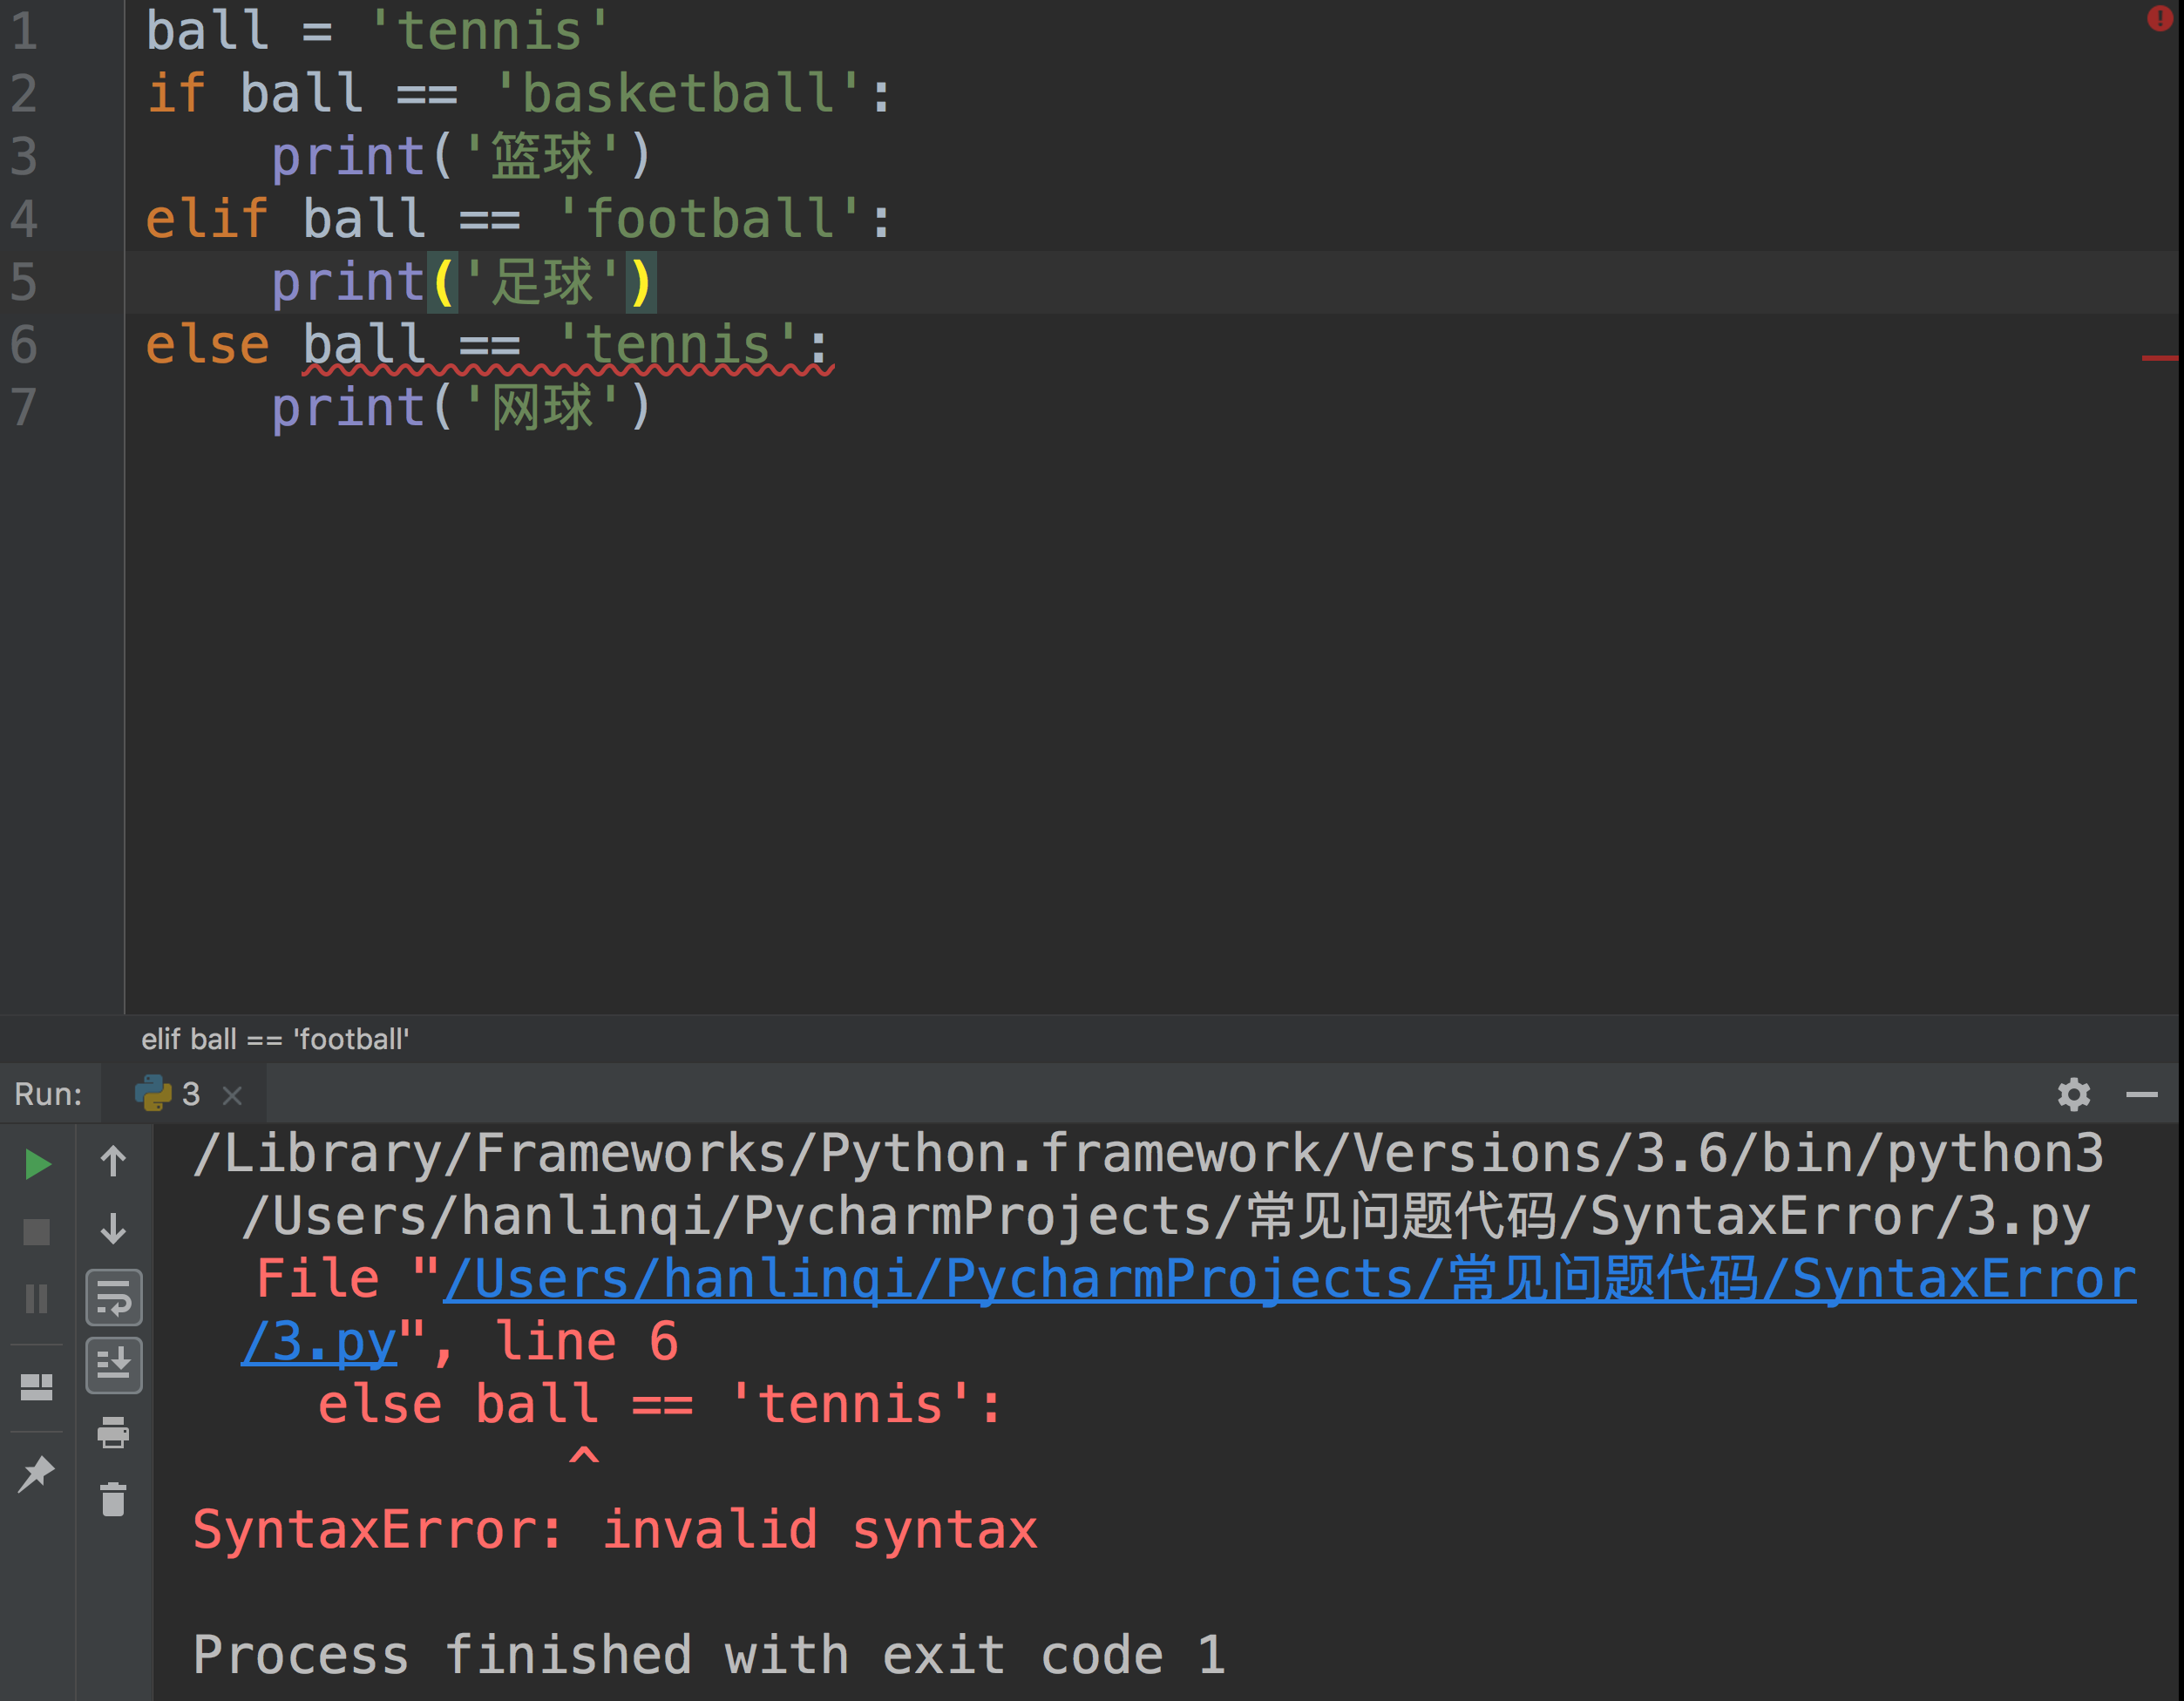 1 ball = 'tennis'
2 if ball == 'basketball':
3     print('篮球')
4 elif ball == 'football':
5     print('足球')
6 else ball == 'tennis':
7     print('网球')
elif ball == 'football'
Run: 3
/Library/Frameworks/Python.framework/Versions/3.6/bin/python3
/Users/hanlinqi/PycharmProjects/常见问题代码/SyntaxError/3.py
File "/Users/hanlinqi/PycharmProjects/常见问题代码/SyntaxError
/3.py", line 6
else ball == 'tennis':
^
SyntaxError: invalid syntax
Process finished with exit code 1